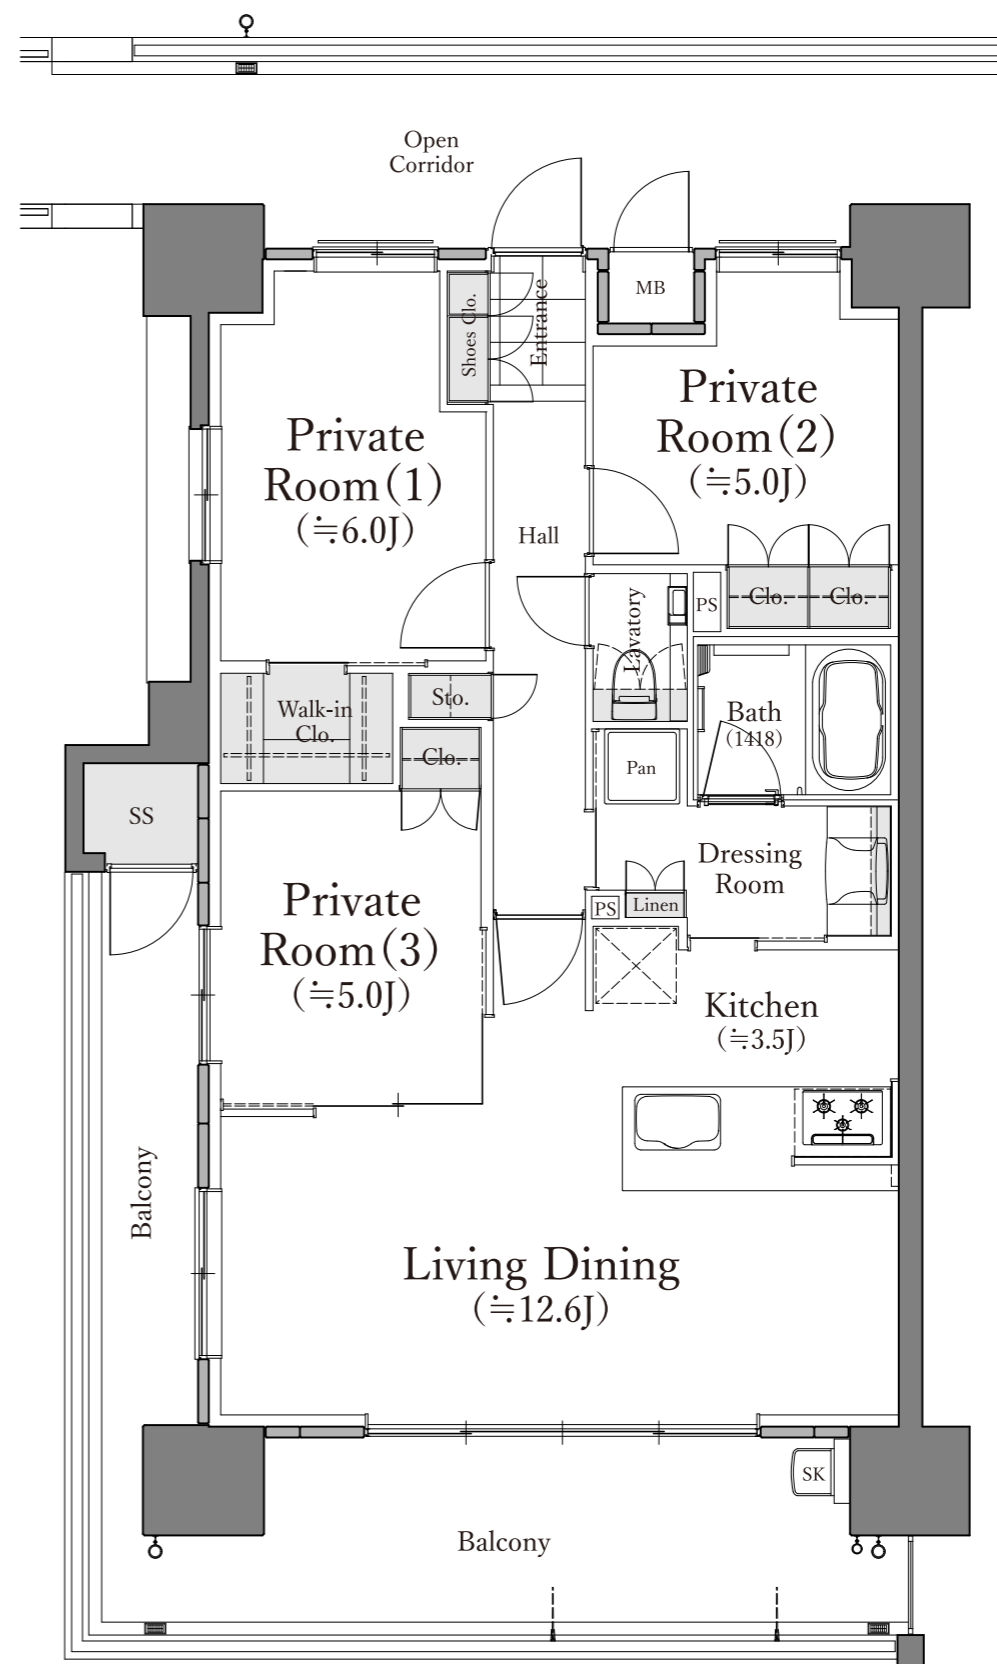 Open
Corridor
MB
Shoes Clo.
Entrance
Private
Room(2)
(≒5.0J)
Private
Room(1)
(≒6.0J)
Hall
Lavatory
PS
Clo.
Clo.
Walk-in
Clo.
Sto.
Clo.
Bath
(1418)
Pan
SS
Dressing
Room
Linen
PS
Private
Room(3)
(≒5.0J)
Kitchen
(≒3.5J)
Balcony
Living Dining
(≒12.6J)
SK
Balcony